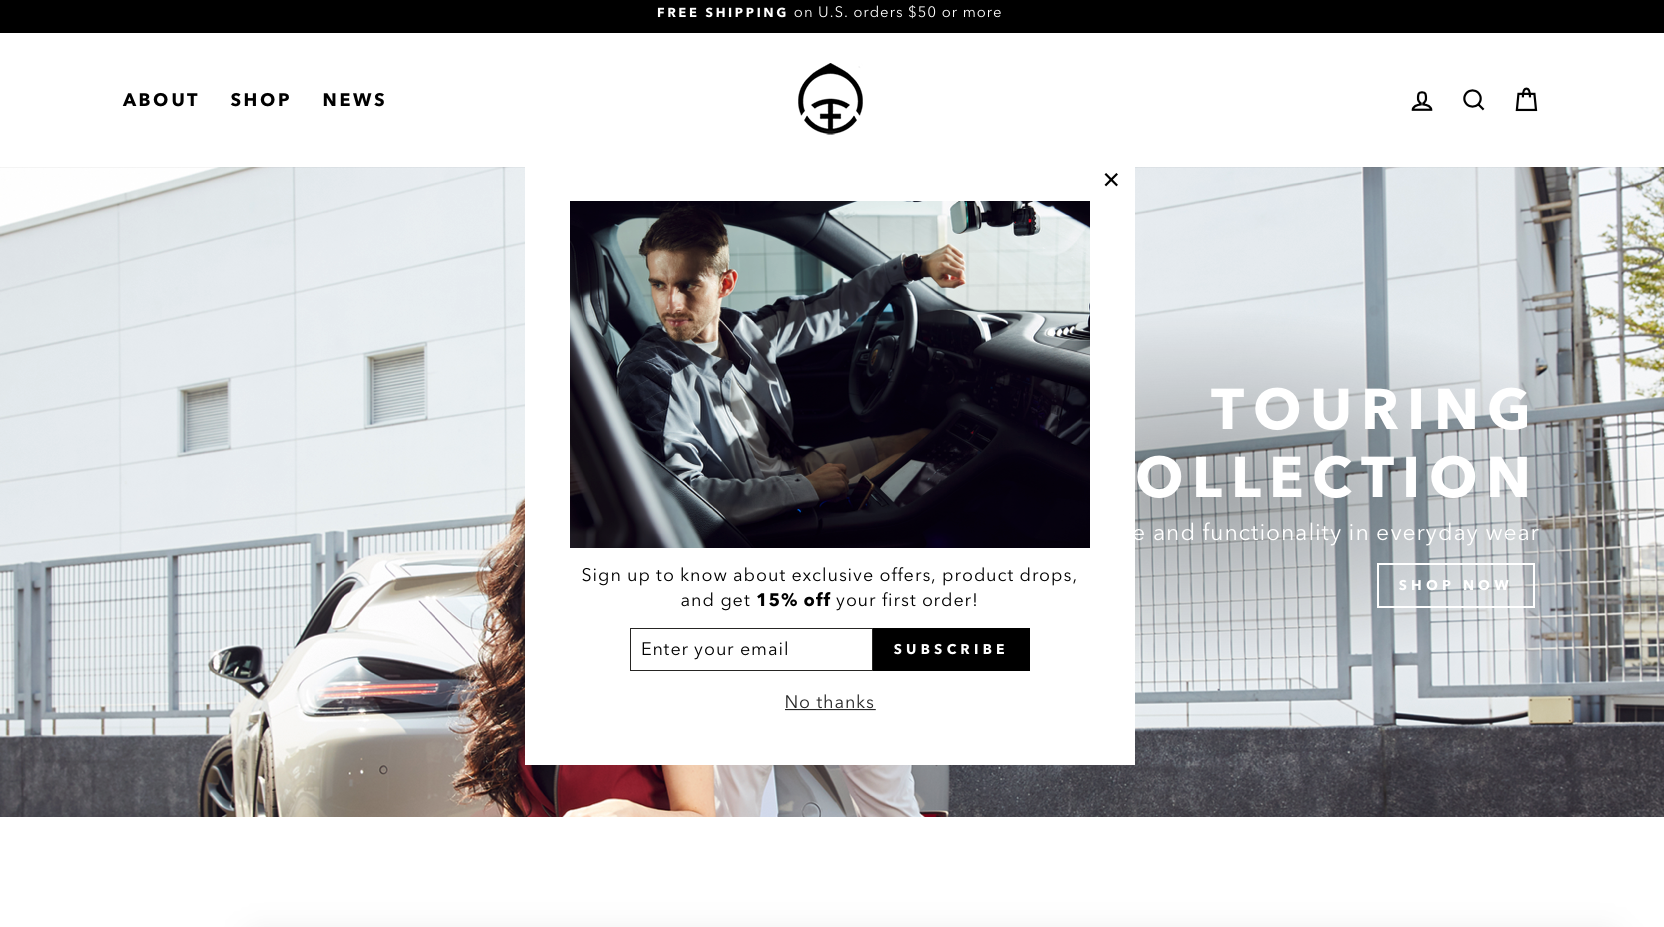 FREE SHIPPING on U.S. orders $50 or more
ABOUT SHOP NEWS
Sign up to know about exclusive offers, product drops,
and get 15% off your first order!
Enter your email SUBSCRIBE
No thanks
TOURING
OLLECTION
and functionality in everyday wear
SHOP NOW